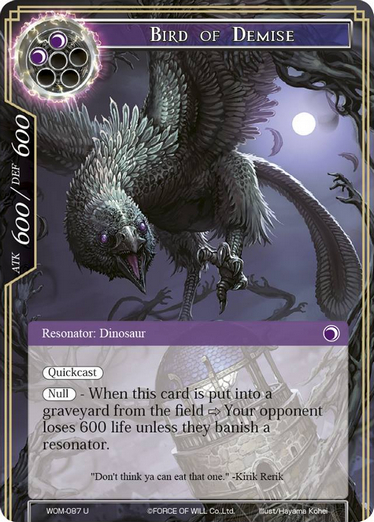 Bird of Demise
ATK 600 / DEF 600
Resonator: Dinosaur
Quickcast
Null - When this card is put into a
graveyard from the field ⇨ Your opponent
loses 600 life unless they banish a
resonator.
"Don't think ya can eat that one." -Kirik Rerik
WOM-087 U ©FORCE OF WILL Co.,Ltd. Illust/Hayama Kohei